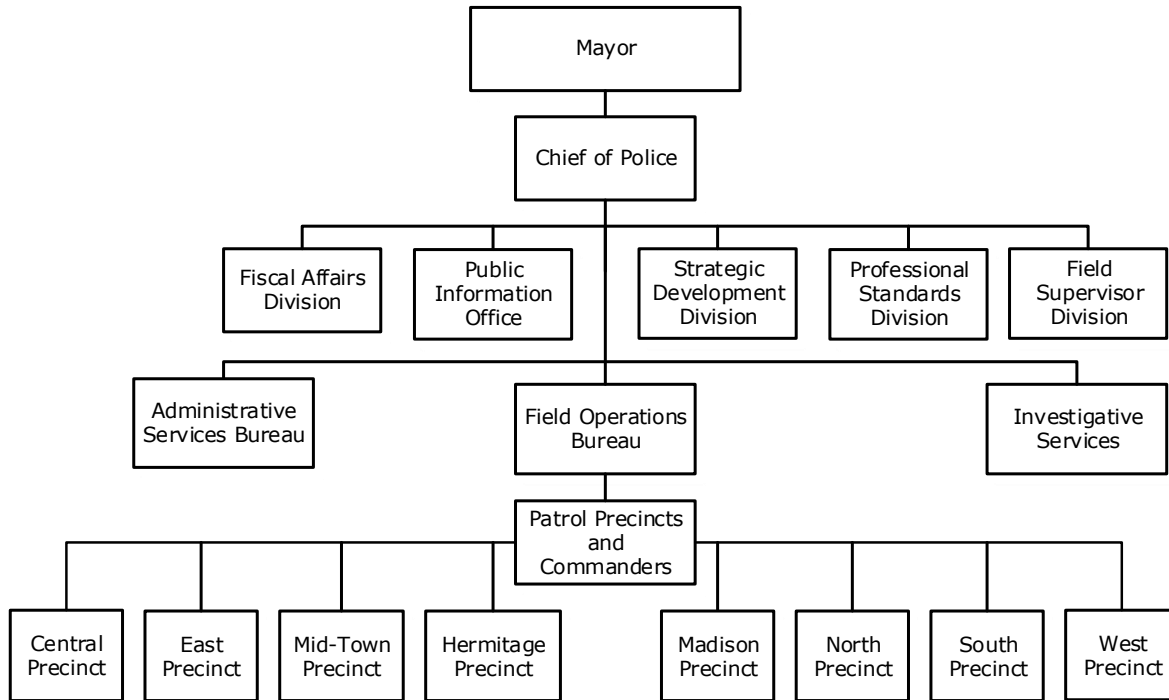 Mayor
Chief of Police
Fiscal Affairs
Division
Public
Information
Office
Strategic
Development
Division
Professional
Standards
Division
Field
Supervisor
Division
Administrative
Services Bureau
Field Operations
Bureau
Investigative
Services
Patrol Precincts
and
Commanders
Central
Precinct
East
Precinct
Mid-Town
Precinct
Hermitage
Precinct
Madison
Precinct
North
Precinct
South
Precinct
West
Precinct